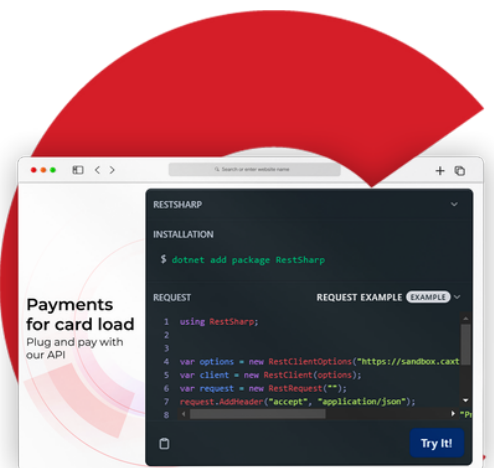 Search or enter website name
RESTSHARP
INSTALLATION
$ dotnet add package RestSharp
REQUEST
REQUEST EXAMPLE EXAMPLE
Payments
for card load
Plug and pay with
our API
1 using RestSharp;
2
3
4 var options = new RestClientOptions("https://sandbox.caxt
5 var client = new RestClient(options);
6 var request = new RestRequest("");
7 request.AddHeader("accept", "application/json");
8 "Pr
Try It!